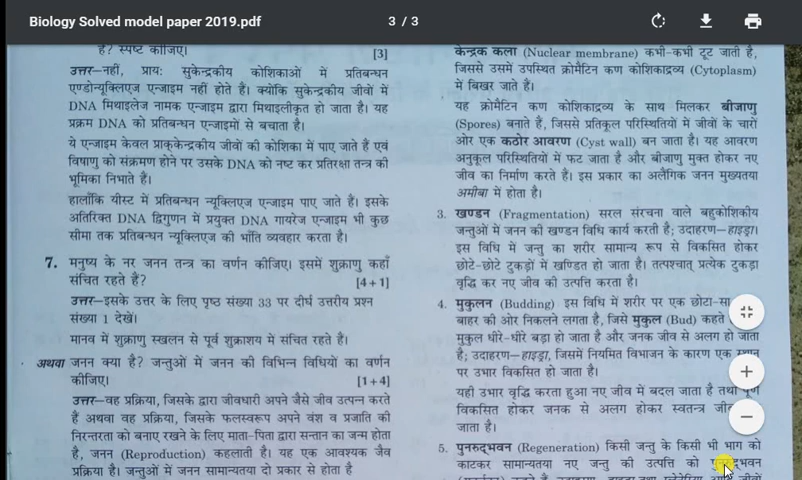 Biology Solved model paper 2019.pdf
3 / 3
है? स्पष्ट कीजिए। [3]
उत्तर—नहीं, प्रायः सुकेन्द्रकीय कोशिकाओं में प्रतिबन्धन
एण्डोन्यूक्लिएज एन्जाइम नहीं होते हैं। क्योंकि सुकेन्द्रकीय जीवों में
DNA मिथाइलेज नामक एन्जाइम द्वारा मिथाइलीकृत हो जाता है। यह
प्रक्रम DNA को प्रतिबन्धन एन्जाइमों से बचाता है।
ये एन्जाइम केवल प्राक्केन्द्रकीय जीवों की कोशिका में पाए जाते हैं एवं
विषाणु को संक्रमण होने पर उसके DNA को नष्ट कर प्रतिरक्षा तन्त्र की
भूमिका निभाते हैं।
हालाँकि यीस्ट में प्रतिबन्धन न्यूक्लिएज एन्जाइम पाए जाते हैं। इसके
अतिरिक्त DNA द्विगुणन में प्रयुक्त DNA गायरेज एन्जाइम भी कुछ
सीमा तक प्रतिबन्धन न्यूक्लिएज की भाँति व्यवहार करता है।
7. मनुष्य के नर जनन तन्त्र का वर्णन कीजिए। इसमें शुक्राणु कहाँ
संचित रहते हैं? [4+1]
उत्तर—इसके उत्तर के लिए पृष्ठ संख्या 33 पर दीर्घ उत्तरीय प्रश्न
संख्या 1 देखें।
मानव में शुक्राणु स्खलन से पूर्व शुक्राशय में संचित रहते हैं।
अथवा जनन क्या है? जन्तुओं में जनन की विभिन्न विधियों का वर्णन
कीजिए। [1+4]
उत्तर—वह प्रक्रिया, जिसके द्वारा जीवधारी अपने जैसे जीव उत्पन्न करते
हैं अथवा वह प्रक्रिया, जिसके फलस्वरूप अपने वंश व प्रजाति की
निरन्तरता को बनाए रखने के लिए माता-पिता द्वारा सन्तान का जन्म होता
है, जनन (Reproduction) कहलाती है। यह एक आवश्यक जैव
प्रक्रिया है। जन्तुओं में जनन सामान्यतया दो प्रकार से होता है
केन्द्रक कला (Nuclear membrane) कभी-कभी टूट जाती है,
जिससे उसमें उपस्थित क्रोमैटिन कण कोशिकाद्रव्य (Cytoplasm)
में बिखर जाते हैं।
यह क्रोमैटिन कण कोशिकाद्रव्य के साथ मिलकर बीजाणु
(Spores) बनाते हैं, जिससे प्रतिकूल परिस्थितियों में जीवों के चारों
ओर एक कठोर आवरण (Cyst wall) बन जाता है। यह आवरण
अनुकूल परिस्थितियों में फट जाता है और बीजाणु मुक्त होकर नए
जीव का निर्माण करते हैं। इस प्रकार का अलैंगिक जनन मुख्यतया
अमीबा में होता है।
3. खण्डन (Fragmentation) सरल संरचना वाले बहुकोशिकीय
जन्तुओं में जनन की खण्डन विधि कार्य करती है; उदाहरण—हाइड्रा।
इस विधि में जन्तु का शरीर सामान्य रूप से विकसित होकर
छोटे-छोटे टुकड़ों में खण्डित हो जाता है। तत्पश्चात् प्रत्येक टुकड़ा
वृद्धि कर नए जीव की उत्पत्ति करता है।
4. मुकुलन (Budding) इस विधि में शरीर पर एक छोटा-सा
बाहर की ओर निकलने लगता है, जिसे मुकुल (Bud) कहते
मुकुल धीरे-धीरे बड़ा हो जाता है और जनक जीव से अलग हो जाता
है; उदाहरण—हाइड्रा, जिसमें नियमित विभाजन के कारण एक स्थान
पर उभार विकसित हो जाता है।
यही उभार वृद्धि करता हुआ नए जीव में बदल जाता है तथा पूर्ण
विकसित होकर जनक से अलग होकर स्वतन्त्र
जाता है।
5. पुनरुद्भवन (Regeneration) किसी जन्तु के किसी भी भाग को
काटकर सामान्यतया नए जन्तु की उत्पत्ति को पुनरुद्भवन